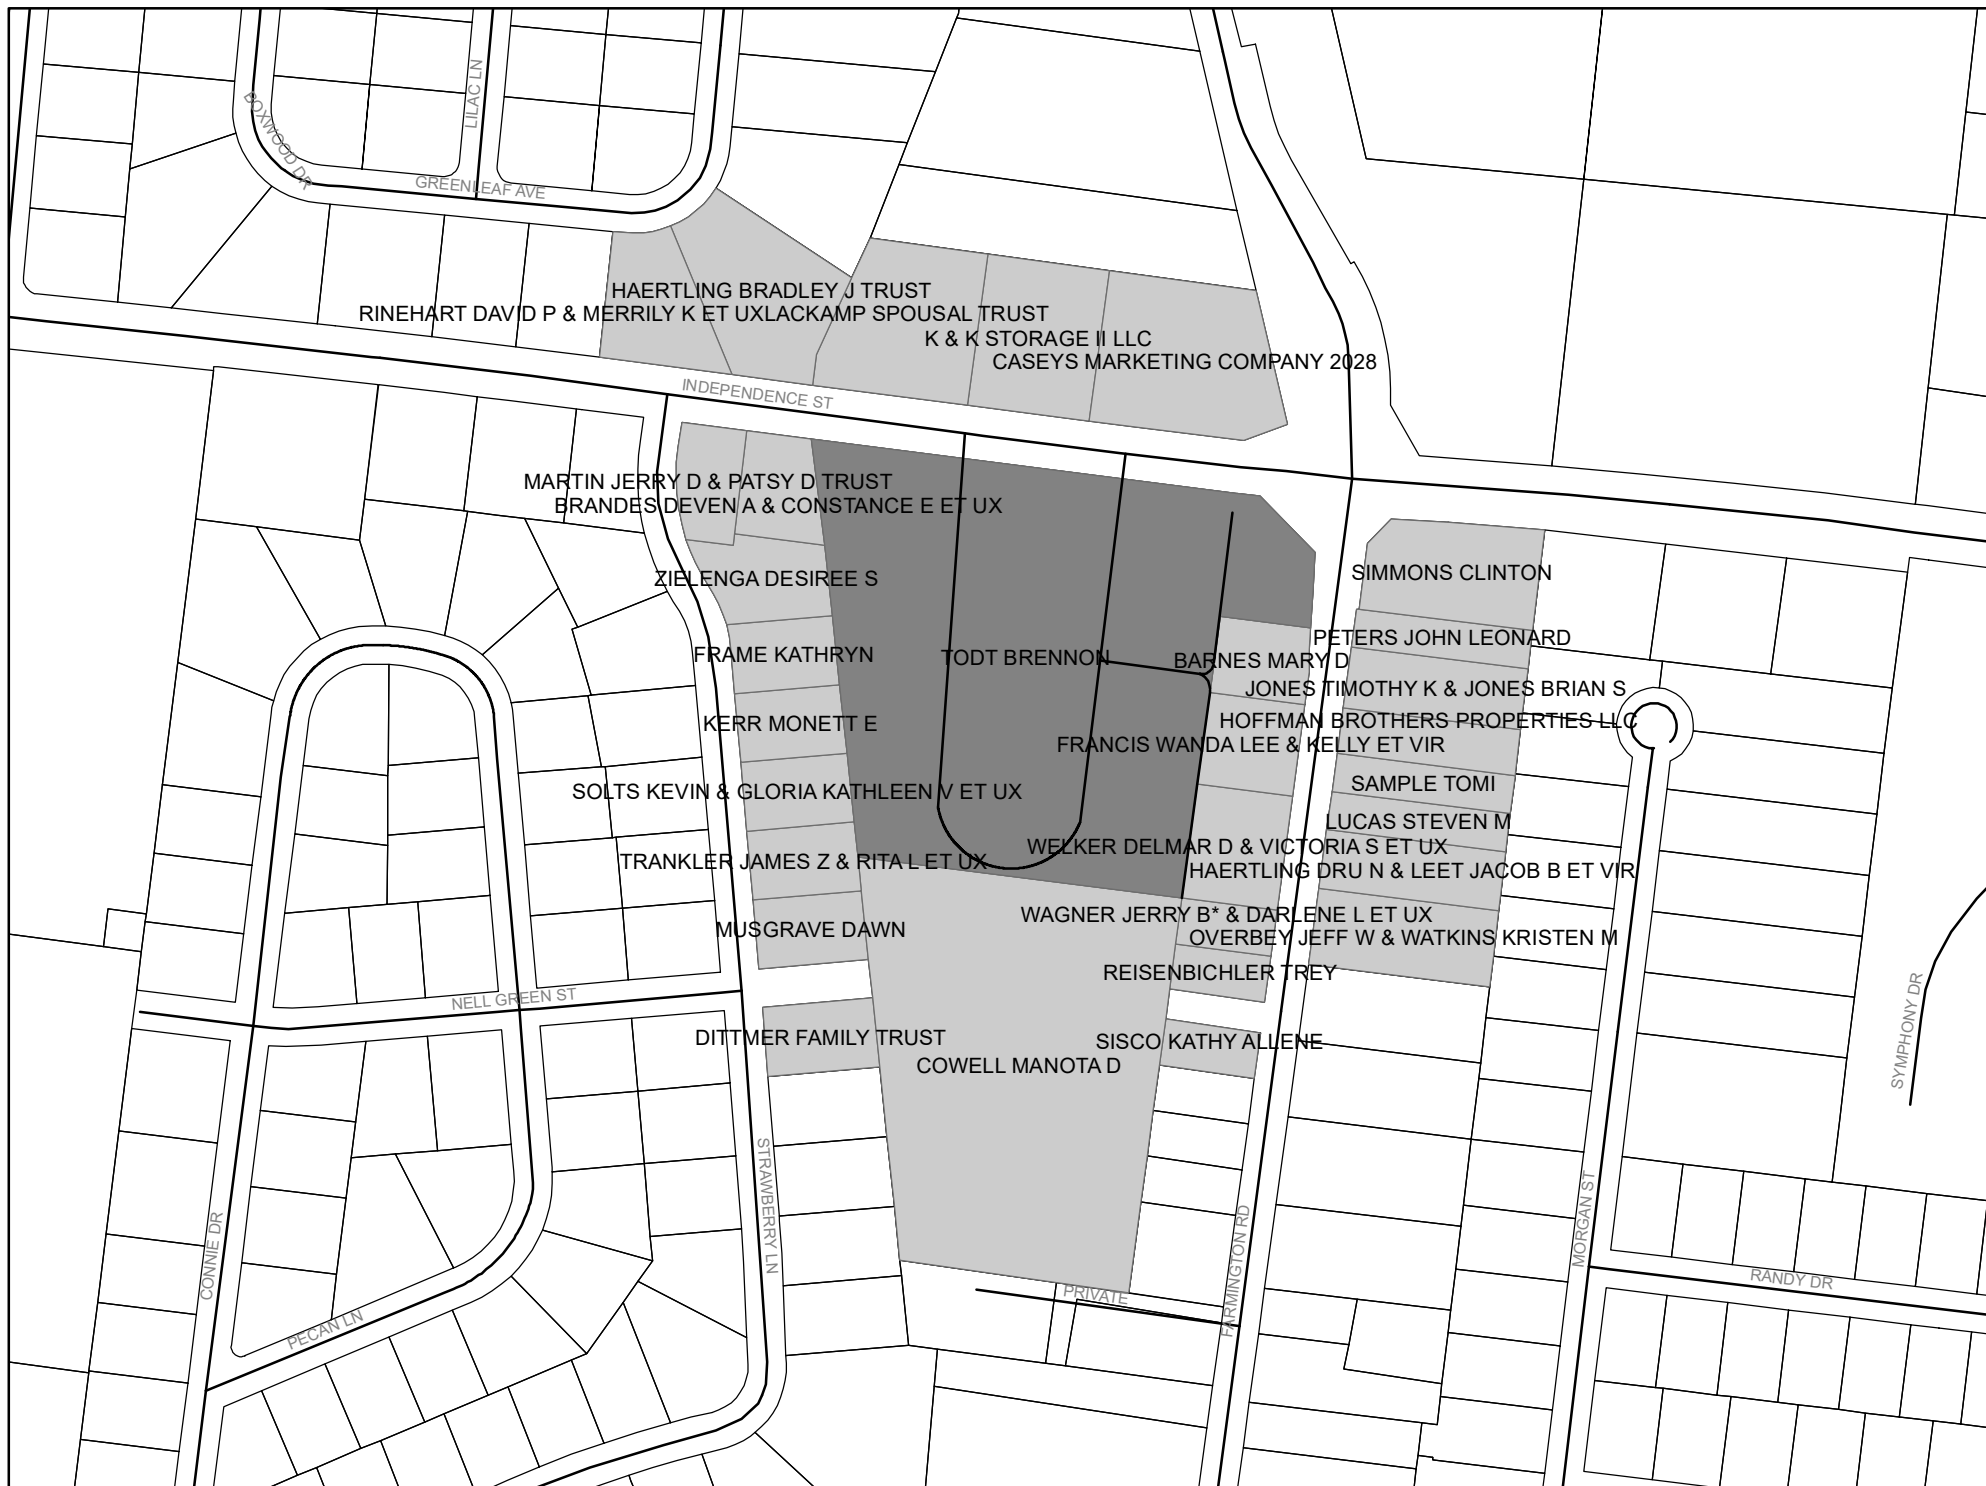 LILAC LN
BOXWOOD DR
GREENLEAF AVE
HAERTLING BRADLEY J TRUST
RINEHART DAVID P & MERRILY K ET UX
LACKAMP SPOUSAL TRUST
K & K STORAGE II LLC
CASEYS MARKETING COMPANY 2028
INDEPENDENCE ST
MARTIN JERRY D & PATSY D TRUST
BRANDES DEVEN A & CONSTANCE E ET UX
ZIELENGA DESIREE S
SIMMONS CLINTON
PETERS JOHN LEONARD
FRAME KATHRYN
TODT BRENNON
BARNES MARY D
JONES TIMOTHY K & JONES BRIAN S
KERR MONETT E
HOFFMAN BROTHERS PROPERTIES LLC
FRANCIS WANDA LEE & KELLY ET VIR
SOLTS KEVIN & GLORIA KATHLEEN V ET UX
SAMPLE TOMI
LUCAS STEVEN M
WELKER DELMAR D & VICTORIA S ET UX
TRANKLER JAMES Z & RITA L ET UX
HAERTLING DRU N & LEET JACOB B ET VIR
WAGNER JERRY B* & DARLENE L ET UX
MUSGRAVE DAWN
OVERBEY JEFF W & WATKINS KRISTEN M
REISENBICHLER TREY
NELL GREEN ST
SYMPHONY DR
DITTMER FAMILY TRUST
SISCO KATHY ALLENE
COWELL MANOTA D
STRAWBERRY LN
CONNIE DR
MORGAN ST
FARMINGTON RD
RANDY DR
PRIVATE
PECAN LN